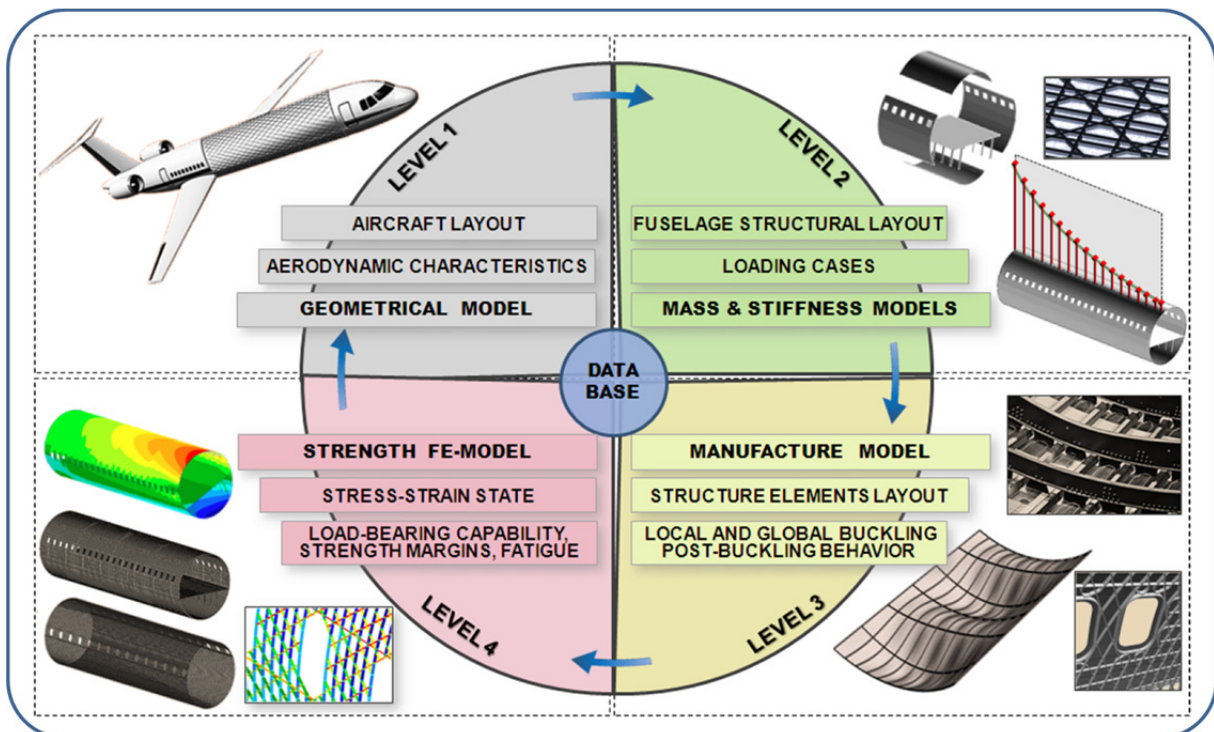 LEVEL 1
AIRCRAFT LAYOUT
AERODYNAMIC CHARACTERISTICS
GEOMETRICAL MODEL
LEVEL 2
FUSELAGE STRUCTURAL LAYOUT
LOADING CASES
MASS & STIFFNESS MODELS
DATA
BASE
STRENGTH FE-MODEL
STRESS-STRAIN STATE
LOAD-BEARING CAPABILITY,
STRENGTH MARGINS, FATIGUE
LEVEL 4
MANUFACTURE MODEL
STRUCTURE ELEMENTS LAYOUT
LOCAL AND GLOBAL BUCKLING
POST-BUCKLING BEHAVIOR
LEVEL 3